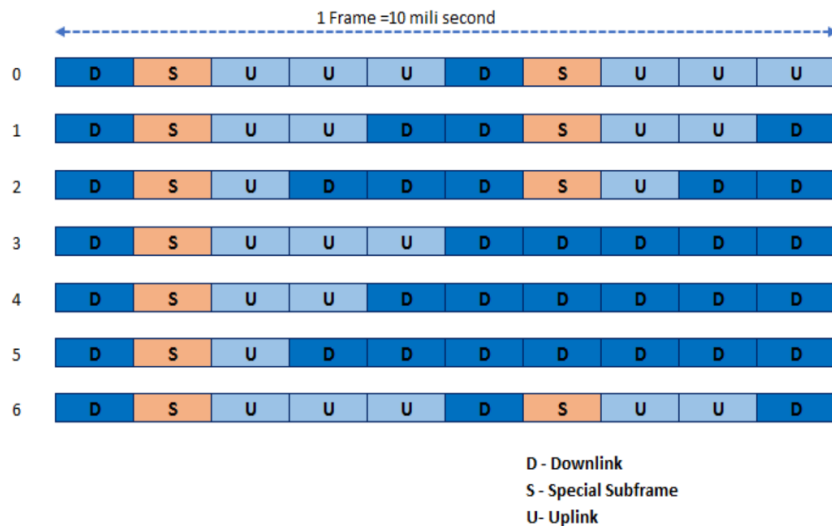 1 Frame =10 mili second
0 D S U U U D S U U U
1 D S U U D D S U U D
2 D S U D D D S U D D
3 D S U U U D D D D D
4 D S U U D D D D D D
5 D S U D D D D D D D
6 D S U U U D S U U D
D - Downlink
S - Special Subframe
U- Uplink